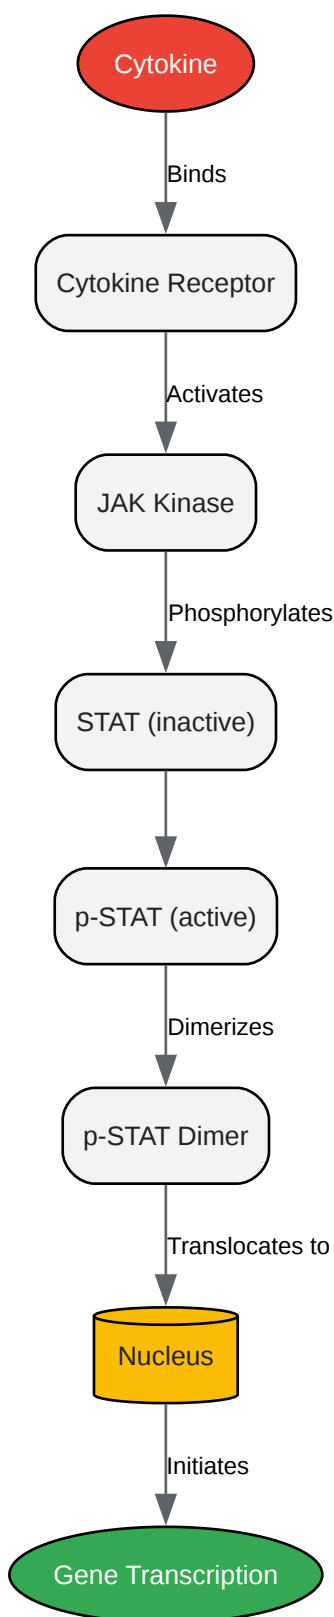 Cytokine
Binds
Cytokine Receptor
Activates
JAK Kinase
Phosphorylates
STAT (inactive)
p-STAT (active)
Dimerizes
p-STAT Dimer
Translocates to
Nucleus
Initiates
Gene Transcription